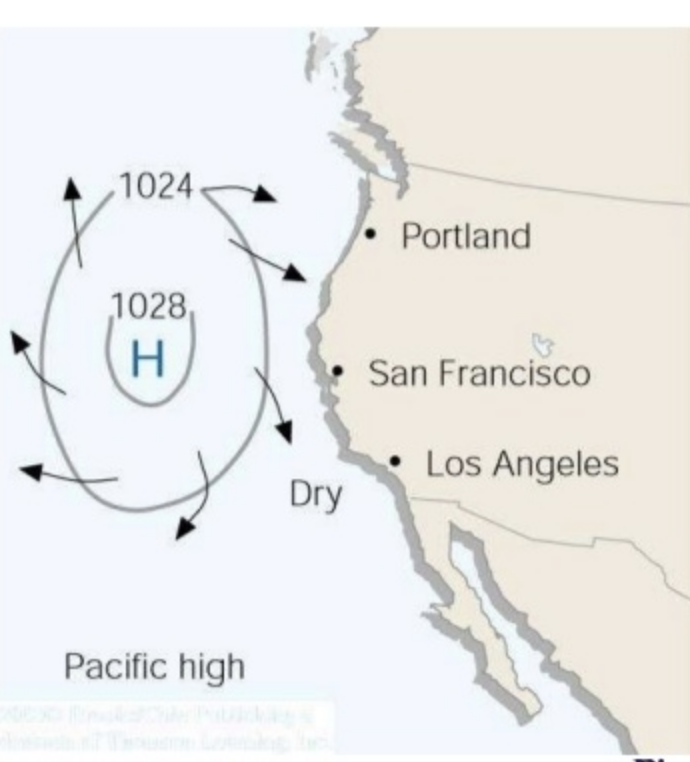 1024
Portland
1028
H
San Francisco
Los Angeles
Dry
Pacific high